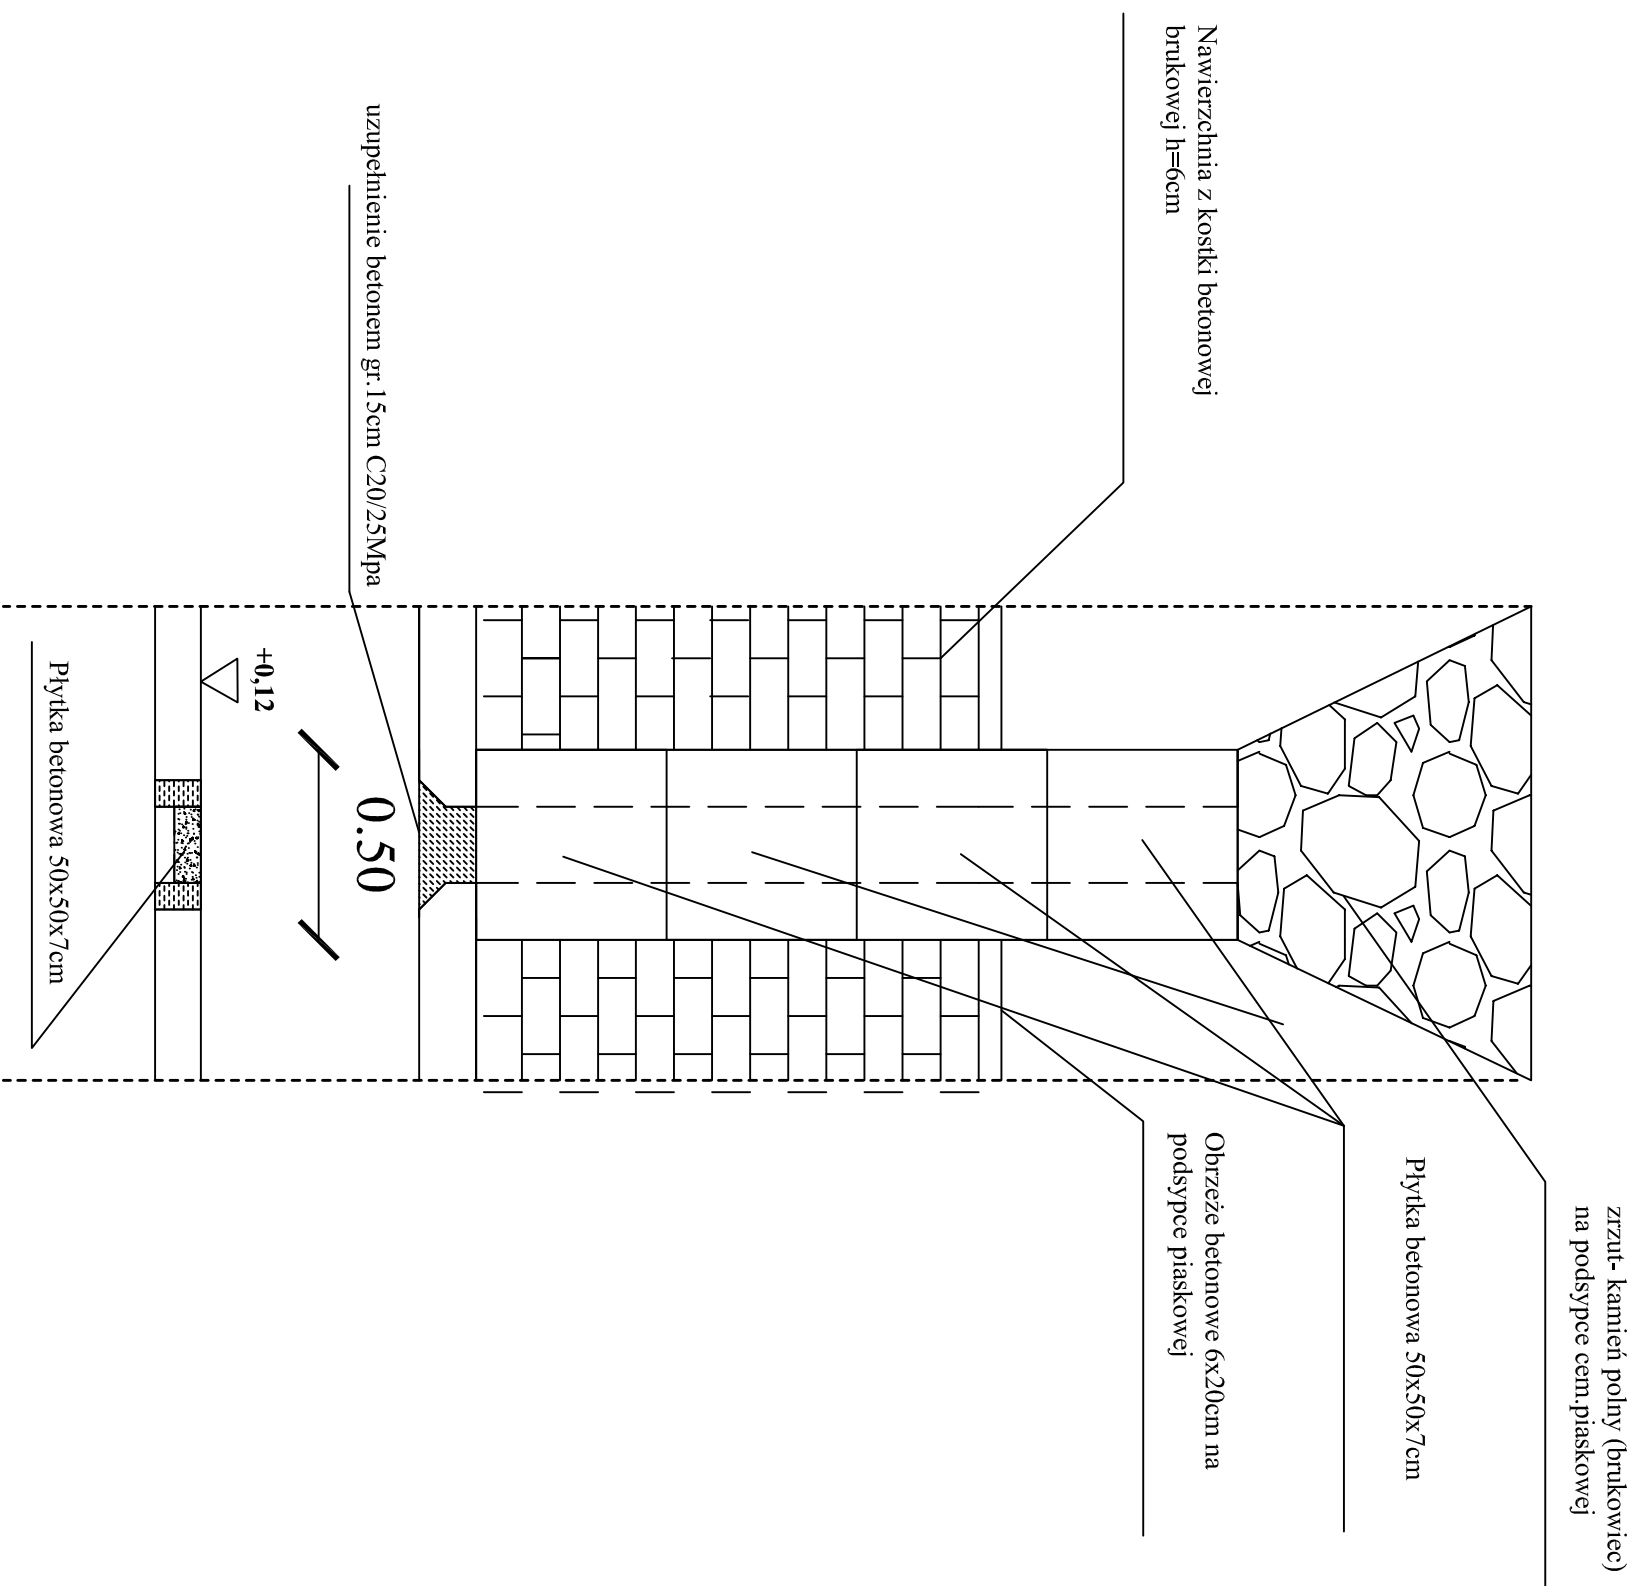 zrzut- kamień polny (brukowiec)
na podsypce cem.piaskowej
Płytka betonowa 50x50x7cm
Nawierzchnia z kostki betonowej
brukowej h=6cm
Obrzeże betonowe 6x20cm na
podsypce piaskowej
uzupełnienie betonem gr.15cm C20/25Mpa
0.50
+0,12
Płytka betonowa 50x50x7cm